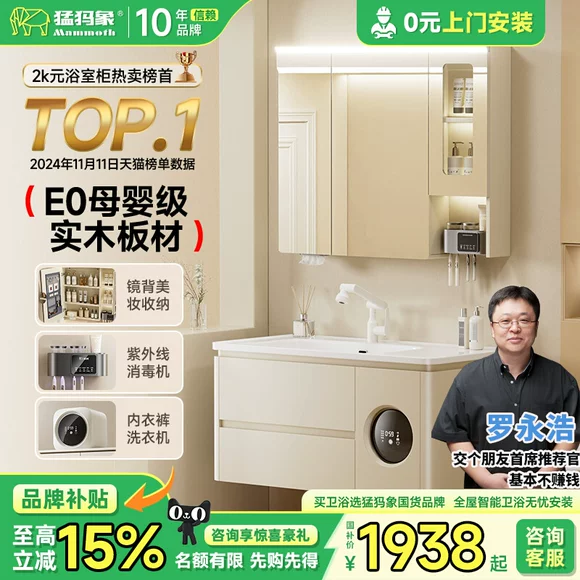 猛犸象
Mammoth
10年品牌 信赖
0元上门安装
2k元浴室柜热卖榜首
TOP.1
2024年11月11日天猫榜单数据
(E0母婴级
实木板材)
镜背美
妆收纳
紫外线
消毒机
内衣裤
洗衣机
罗永浩
交个朋友首席推荐官
基本不赚钱
品牌补贴
买卫浴选猛犸象国货品牌 全屋智能卫浴无忧安装
至高
立减
15%
咨询享惊喜豪礼
名额有限 先购先得
国补价
¥1938起
咨询
客服